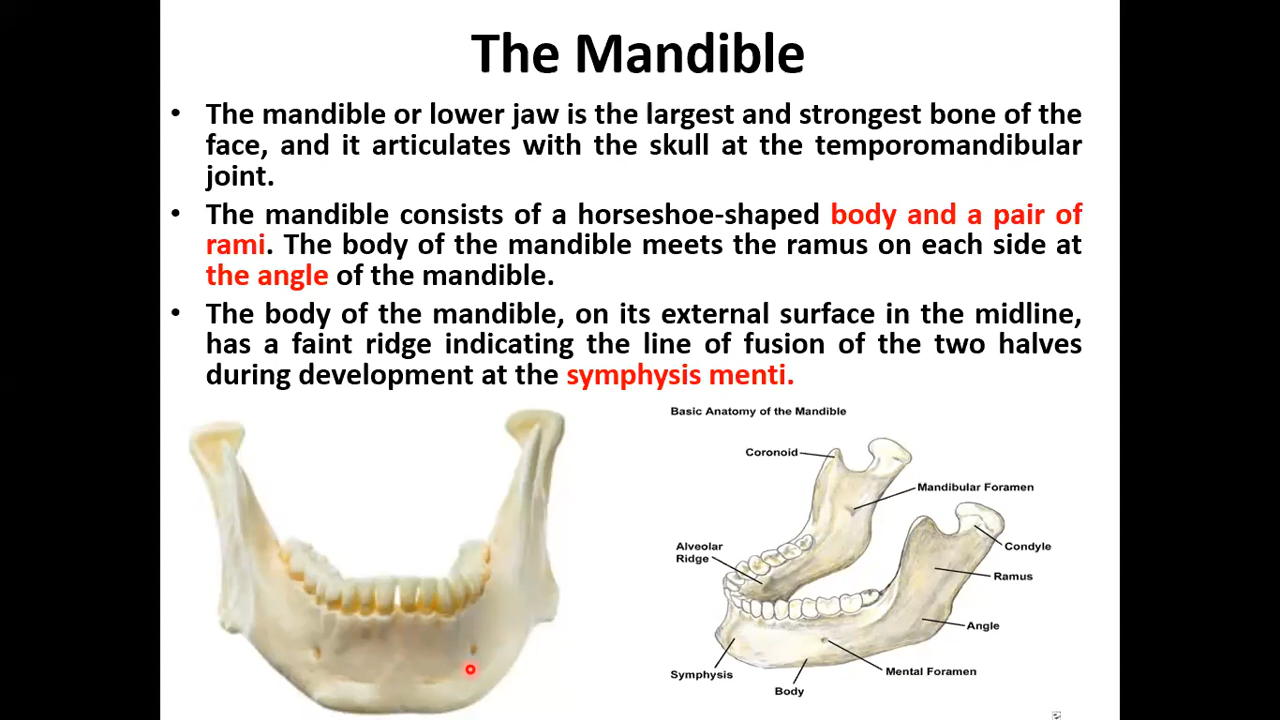 The Mandible
• The mandible or lower jaw is the largest and strongest bone of the
face, and it articulates with the skull at the temporomandibular
joint.
• The mandible consists of a horseshoe-shaped body and a pair of
rami. The body of the mandible meets the ramus on each side at
the angle of the mandible.
• The body of the mandible, on its external surface in the midline,
has a faint ridge indicating the line of fusion of the two halves
during development at the symphysis menti.
Basic Anatomy of the Mandible
Coronoid
Mandibular Foramen
Alveolar
Ridge
Condyle
Ramus
Angle
Mental Foramen
Symphysis
Body